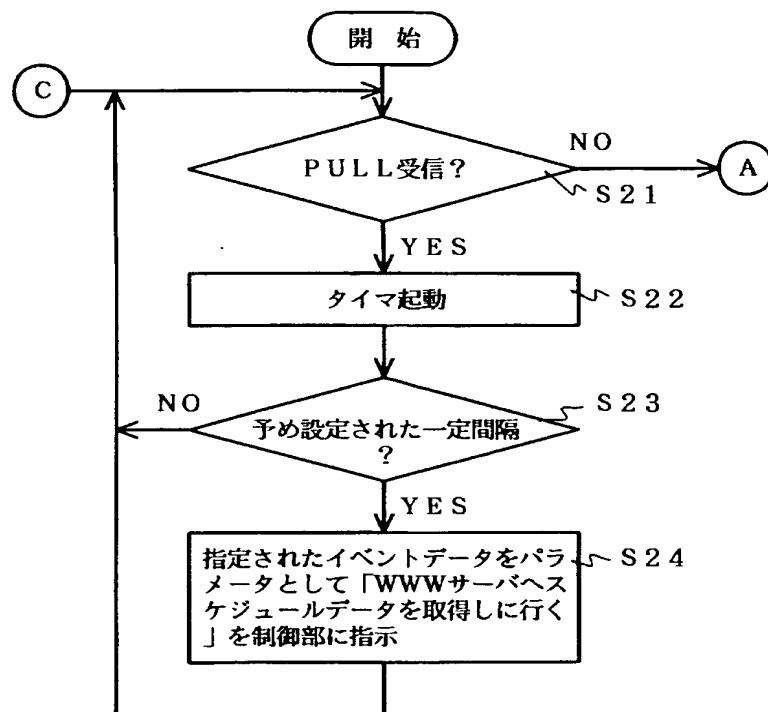 開 始
C
PULL受信?
NO
A
S21
YES
タイマ起動
S22
S23
NO
予め設定された一定間隔
?
YES
指定されたイベントデータをパラ
メータとして「WWWサーバへス
ケジュールデータを取得しに行く
」を制御部に指示
S24